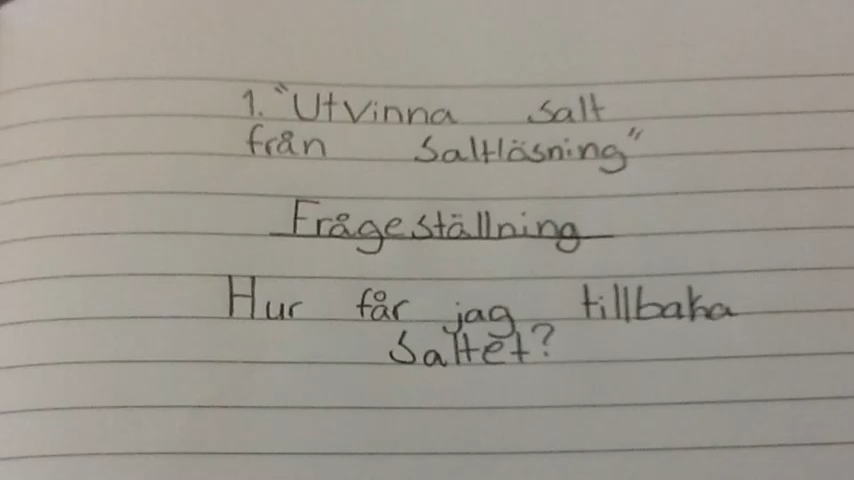 1. "Utvinna salt
från Saltlösning"
Frågeställning
Hur får jag tillbaka
Saltet?